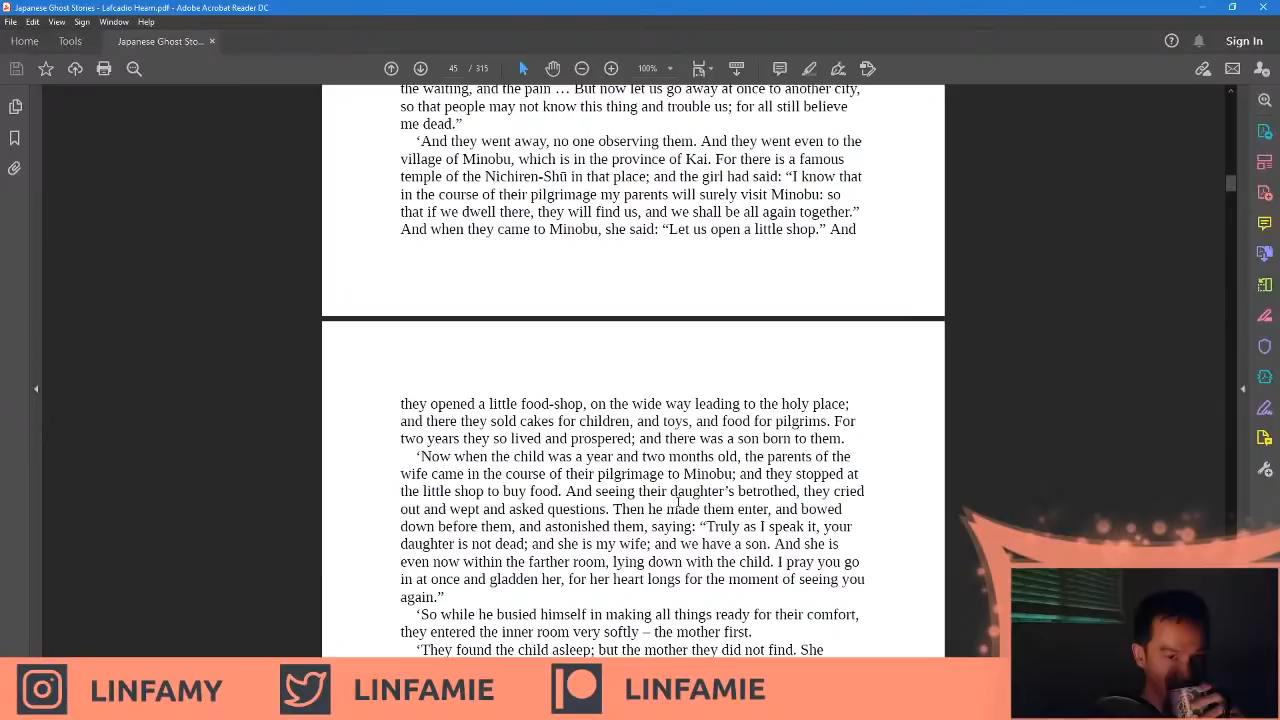 Japanese Ghost Stories - Lafcadio Hearn.pdf - Adobe Acrobat Reader DC
File Edit View Sign Window Help
Home Tools Japanese Ghost Sto... × Sign In
45 / 315 100%
the waiting, and the pain … But now let us go away at once to another city,
so that people may not know this thing and trouble us; for all still believe
me dead.”
‘And they went away, no one observing them. And they went even to the
village of Minobu, which is in the province of Kai. For there is a famous
temple of the Nichiren-Shū in that place; and the girl had said: “I know that
in the course of their pilgrimage my parents will surely visit Minobu: so
that if we dwell there, they will find us, and we shall be all again together.”
And when they came to Minobu, she said: “Let us open a little shop.” And
they opened a little food-shop, on the wide way leading to the holy place;
and there they sold cakes for children, and toys, and food for pilgrims. For
two years they so lived and prospered; and there was a son born to them.
‘Now when the child was a year and two months old, the parents of the
wife came in the course of their pilgrimage to Minobu; and they stopped at
the little shop to buy food. And seeing their daughter’s betrothed, they cried
out and wept and asked questions. Then he made them enter, and bowed
down before them, and astonished them, saying: “Truly as I speak it, your
daughter is not dead; and she is my wife; and we have a son. And she is
even now within the farther room, lying down with the child. I pray you go
in at once and gladden her, for her heart longs for the moment of seeing you
again.”
‘So while he busied himself in making all things ready for their comfort,
they entered the inner room very softly – the mother first.
‘They found the child asleep; but the mother they did not find. She
LINFAMY LINFAMIE LINFAMIE